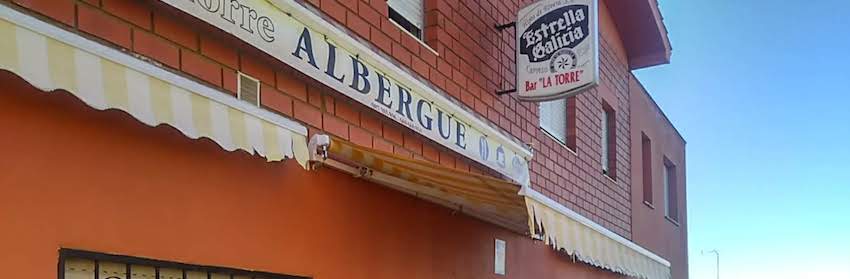 Torre ALBERGUE
Estrella
Galicia
Bar "LA TORRE"